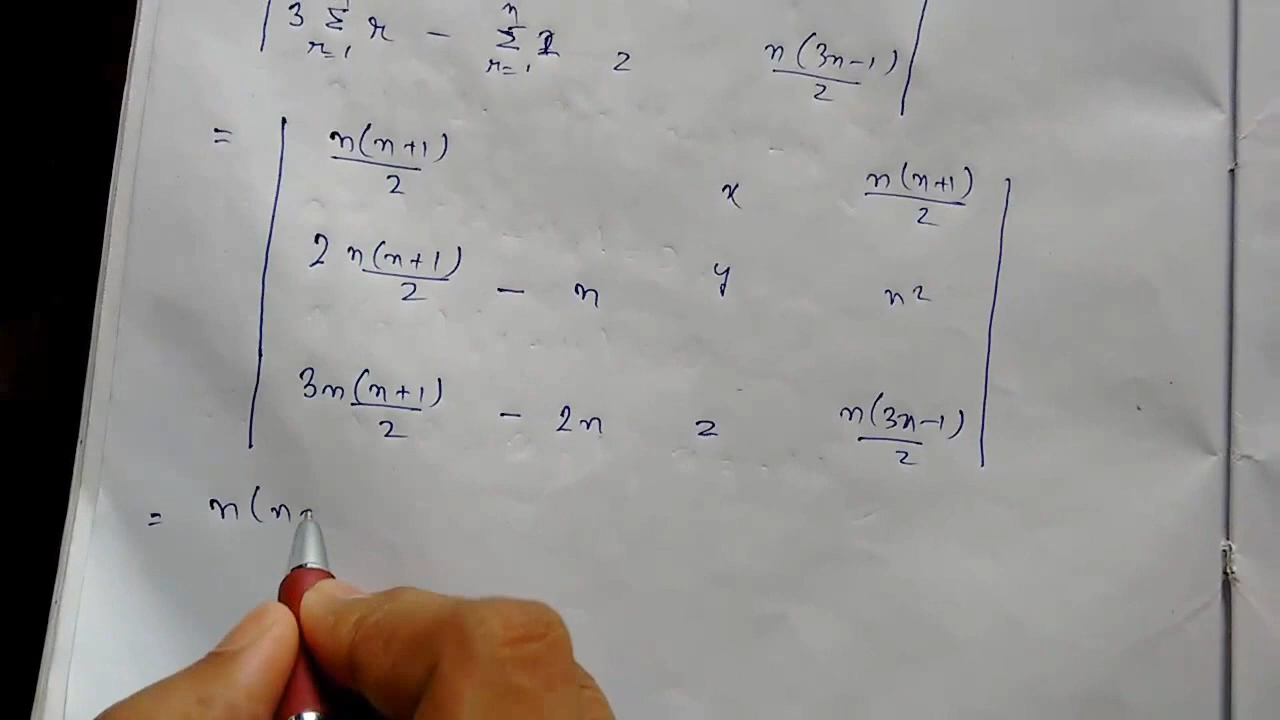 3 Σ r=1 r − n Σ r=1 1 2 n(3n−1)/2
= n(n+1)/2 x n(n+1)/2
2 n(n+1)/2 − n y n²
3n(n+1)/2 − 2n z n(3n−1)/2
= n(n